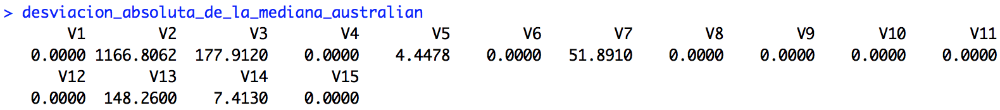 > desviacion_absoluta_de_la_mediana_australian
V1 V2 V3 V4 V5 V6 V7 V8 V9 V10 V11
0.0000 1166.8062 177.9120 0.0000 4.4478 0.0000 51.8910 0.0000 0.0000 0.0000 0.0000
V12 V13 V14 V15
0.0000 148.2600 7.4130 0.0000